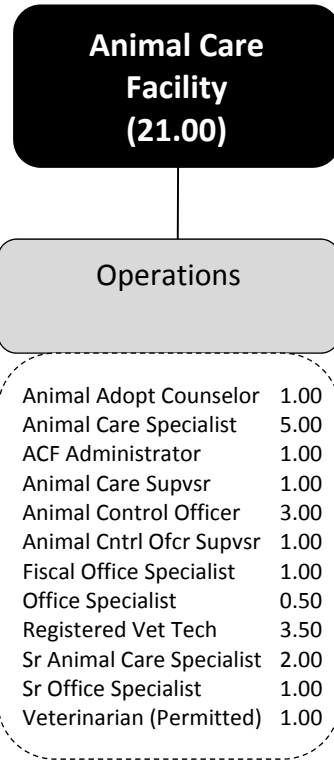 Animal Care
Facility
(21.00)
Operations
Animal Adopt Counselor 1.00
Animal Care Specialist 5.00
ACF Administrator 1.00
Animal Care Supvsr 1.00
Animal Control Officer 3.00
Animal Cntrl Ofcr Supvsr 1.00
Fiscal Office Specialist 1.00
Office Specialist 0.50
Registered Vet Tech 3.50
Sr Animal Care Specialist 2.00
Sr Office Specialist 1.00
Veterinarian (Permitted) 1.00